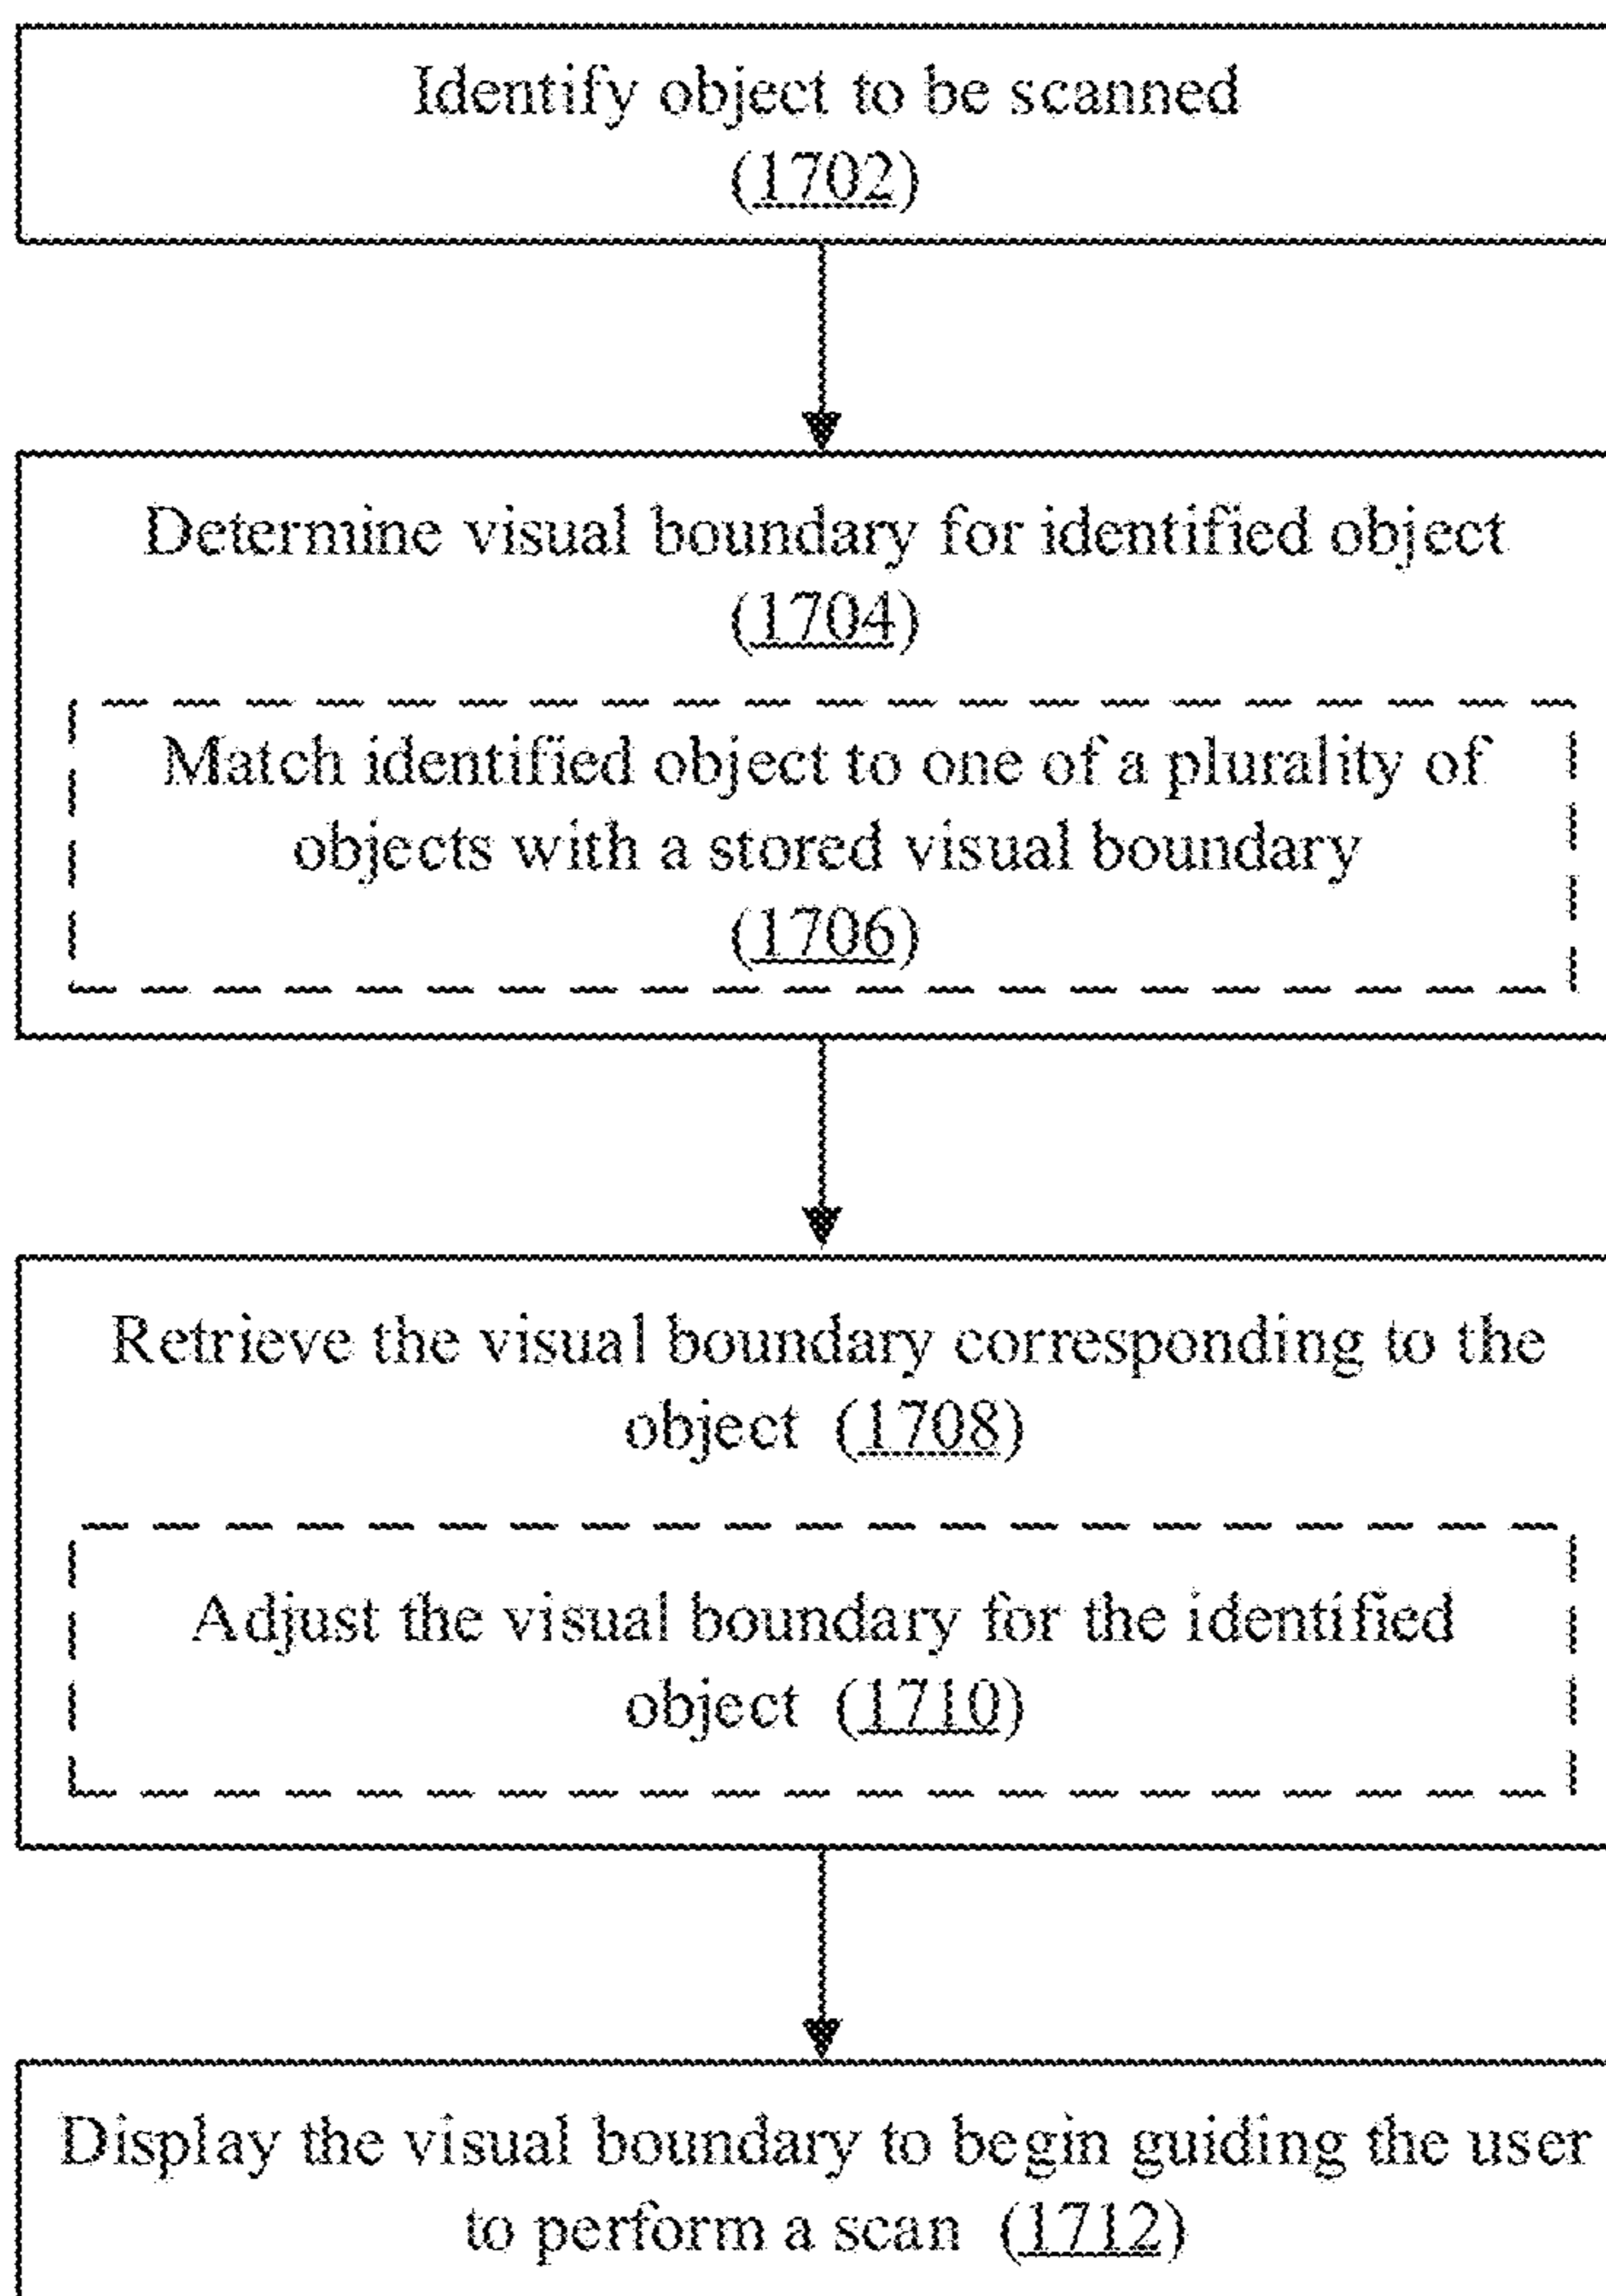 Identify object to be scanned
(1702)
Determine visual boundary for identified object
(1704)
Match identified object to one of a plurality of
objects with a stored visual boundary
(1706)
Retrieve the visual boundary corresponding to the
object (1708)
Adjust the visual boundary for the identified
object (1710)
Display the visual boundary to begin guiding the user
to perform a scan (1712)